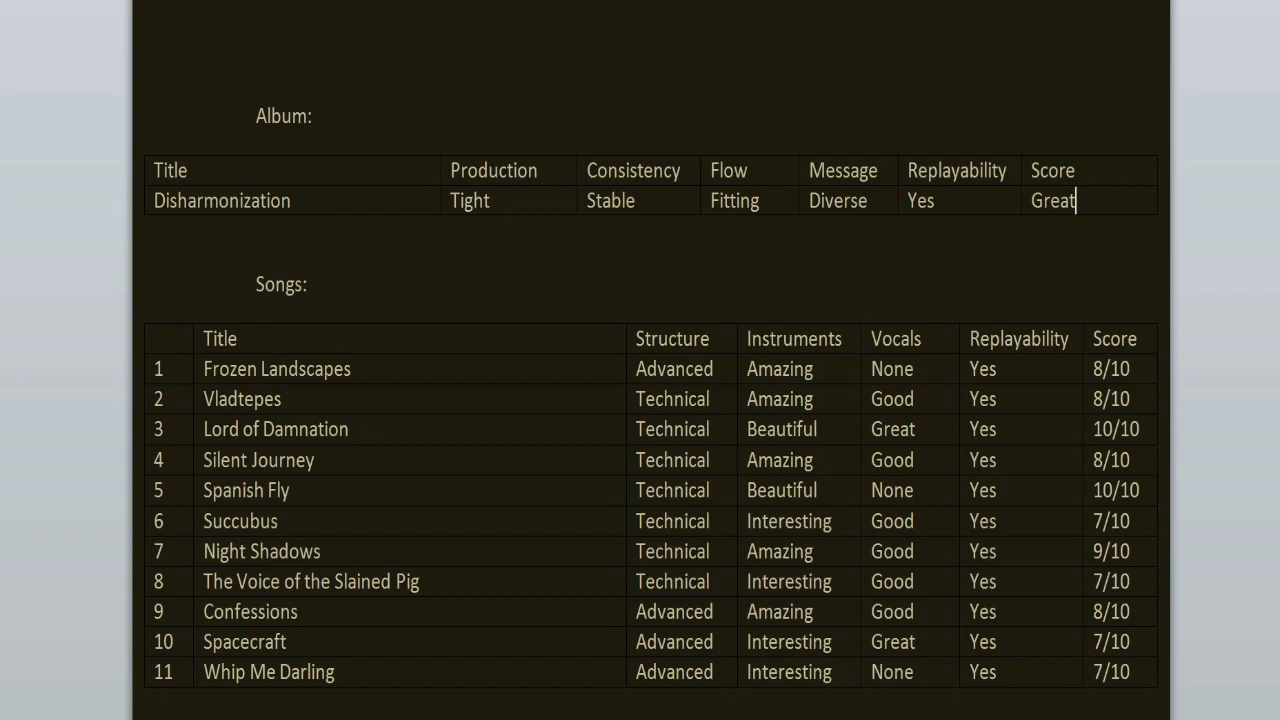 Album:
Title Production Consistency Flow Message Replayability Score
Disharmonization Tight Stable Fitting Diverse Yes Great
Songs:
Title Structure Instruments Vocals Replayability Score
1 Frozen Landscapes Advanced Amazing None Yes 8/10
2 Vladtepes Technical Amazing Good Yes 8/10
3 Lord of Damnation Technical Beautiful Great Yes 10/10
4 Silent Journey Technical Amazing Good Yes 8/10
5 Spanish Fly Technical Beautiful None Yes 10/10
6 Succubus Technical Interesting Good Yes 7/10
7 Night Shadows Technical Amazing Good Yes 9/10
8 The Voice of the Slained Pig Technical Interesting Good Yes 7/10
9 Confessions Advanced Amazing Good Yes 8/10
10 Spacecraft Advanced Interesting Great Yes 7/10
11 Whip Me Darling Advanced Interesting None Yes 7/10